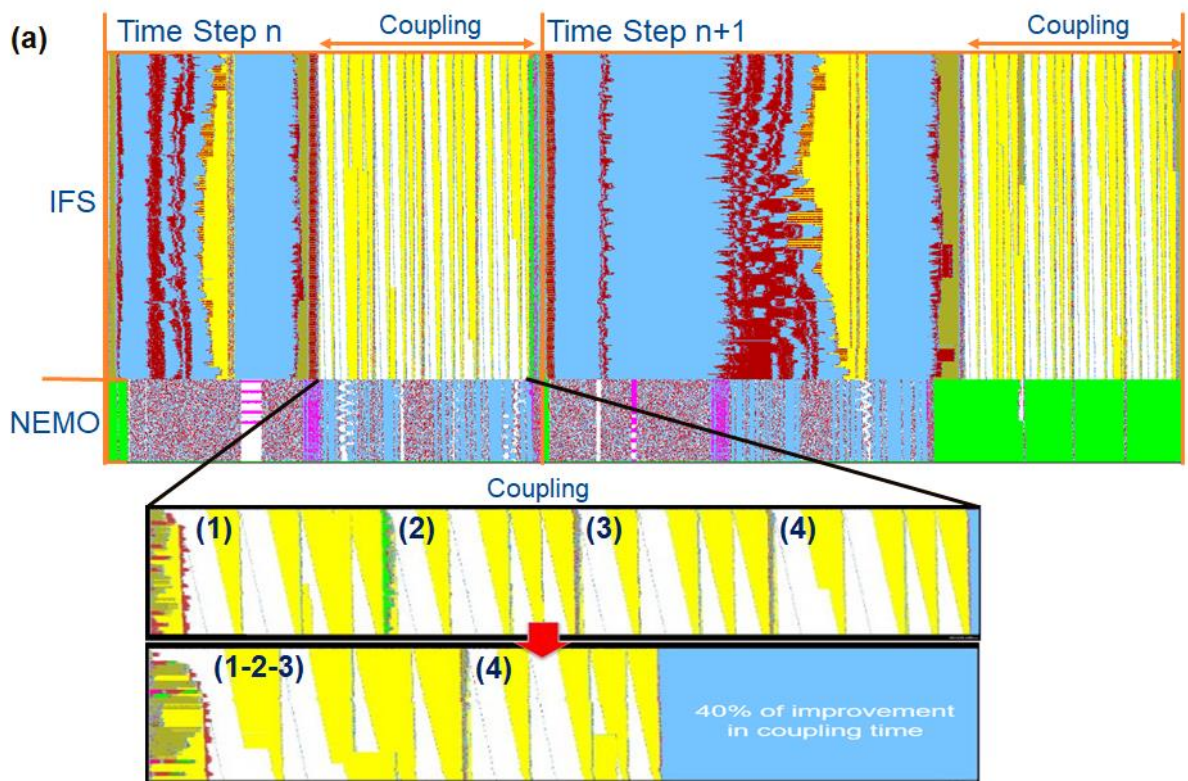 (a)
Time Step n
Coupling
Time Step n+1
Coupling
IFS
NEMO
Coupling
(1)
(2)
(3)
(4)
(1-2-3)
(4)
40% of improvement
in coupling time